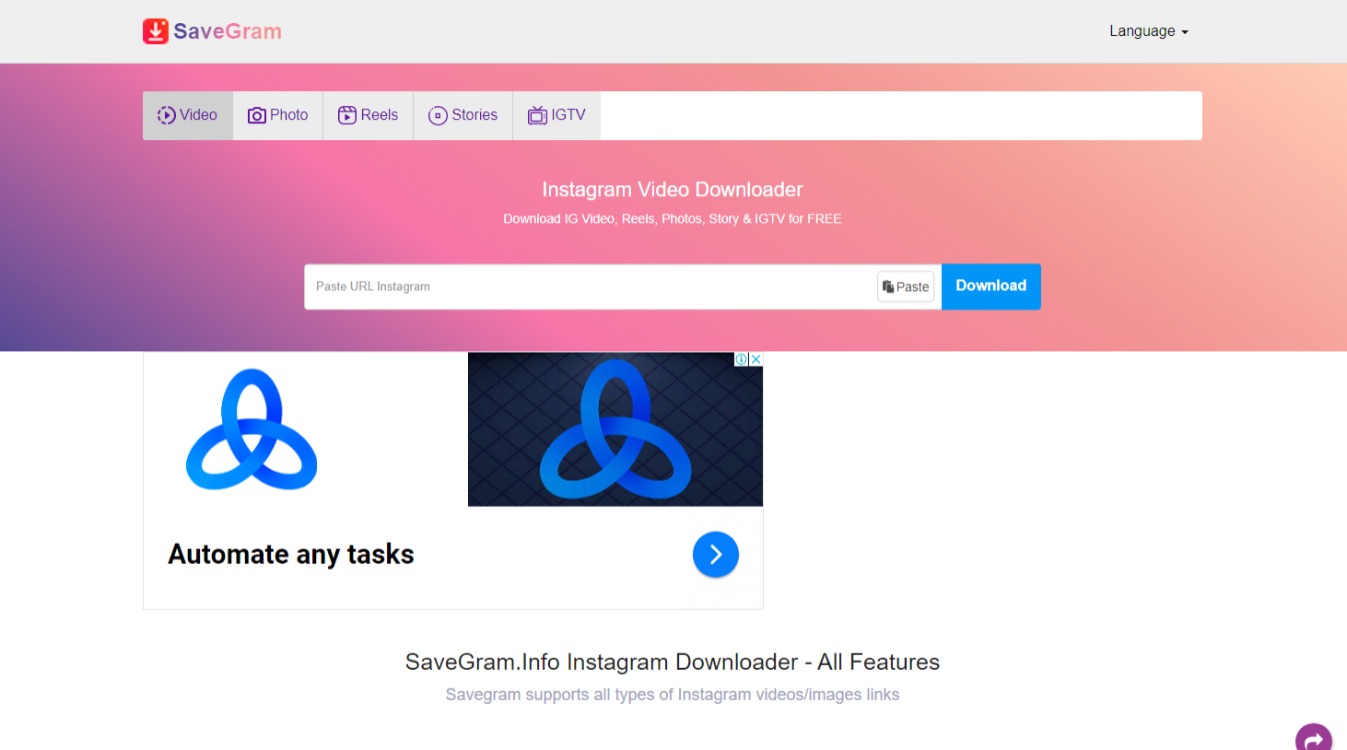 SaveGram
Language
Video
Photo
Reels
Stories
IGTV
Instagram Video Downloader
Download IG Video, Reels, Photos, Story & IGTV for FREE
Paste URL Instagram
Paste
Download
Automate any tasks
SaveGram.Info Instagram Downloader - All Features
Savegram supports all types of Instagram videos/images links